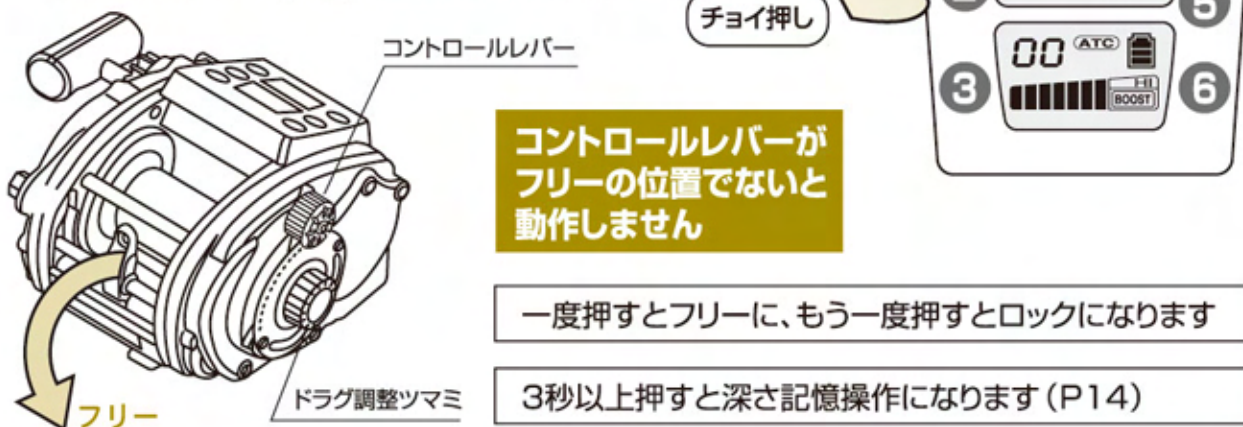 チョイ押し
5
コントロールレバー
00 ATC
3
HI
BOOST
6
コントロールレバーが
フリーの位置でないと
動作しません
一度押すとフリーに、もう一度押すとロックになります
3秒以上押すと深さ記憶操作になります(P14)
ドラグ調整ツマミ
フリー